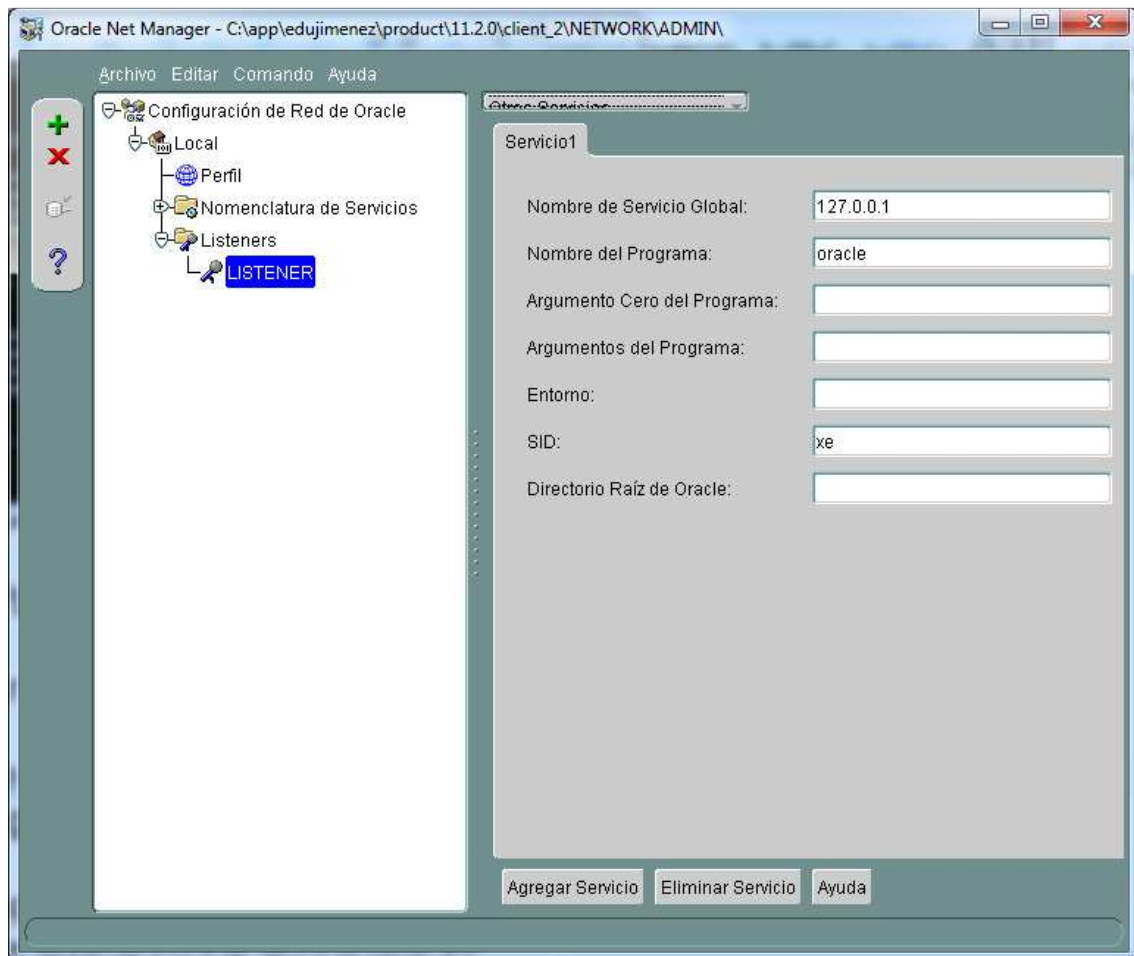 Oracle Net Manager - C:\app\edujimenez\product\11.2.0\client_2\NETWORK\ADMIN\
Archivo Editar Comando Ayuda
Configuración de Red de Oracle
Local
Perfil
Nomenclatura de Servicios
Listeners
LISTENER
Otros Servicios
Servicio1
Nombre de Servicio Global: 127.0.0.1
Nombre del Programa: oracle
Argumento Cero del Programa:
Argumentos del Programa:
Entorno:
SID: xe
Directorio Raíz de Oracle:
Agregar Servicio Eliminar Servicio Ayuda